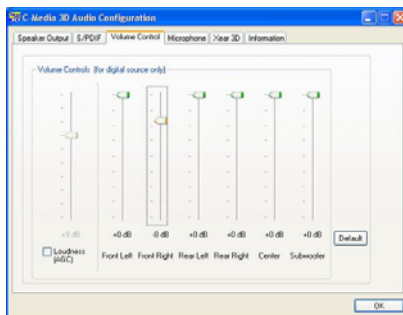 C-Media 3D Audio Configuration
Speaker Output S/PDIF Volume Control Microphone Xear 3D Information
Volume Controls (for digital source only)
+9 dB +0 dB -8 dB +0 dB +0 dB +0 dB +0 dB
Loudness (AGC) Front Left Front Right Rear Left Rear Right Center Subwoofer
Default
OK